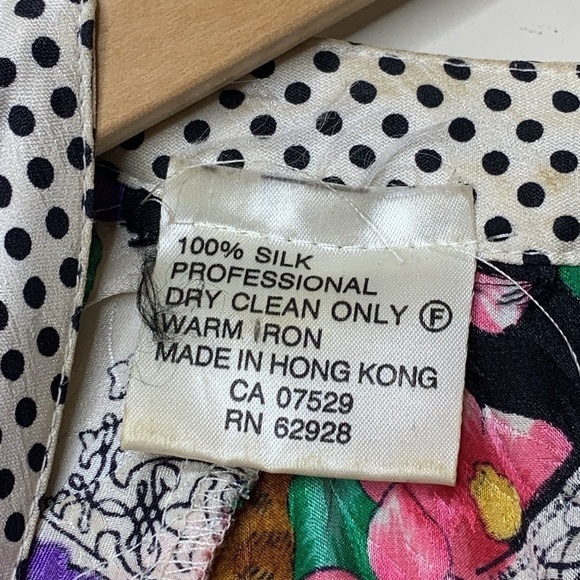 100% SILK
PROFESSIONAL
DRY CLEAN ONLY Ⓕ
WARM IRON
MADE IN HONG KONG
CA 07529
RN 62928